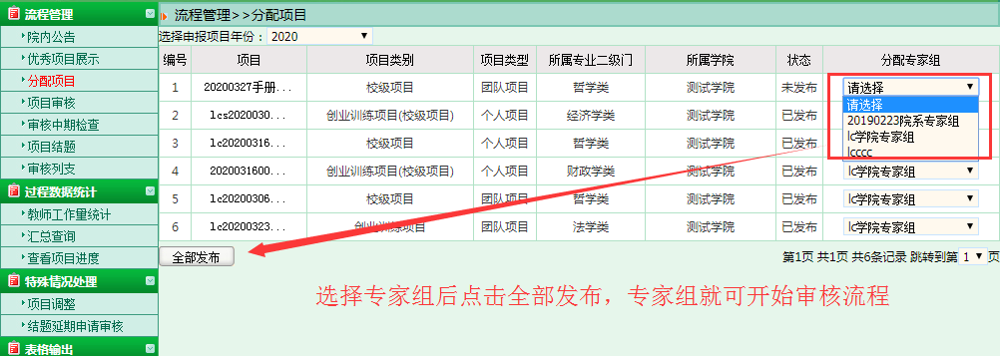 流程管理
院内公告
优秀项目展示
分配项目
项目审核
审核中期检查
项目结题
审核列支
过程数据统计
教师工作量统计
汇总查询
查看项目进度
特殊情况处理
项目调整
结题延期申请审核
表格输出
流程管理>>分配项目
选择申报项目年份：2020
编号 项目 项目类别 项目类型 所属专业二级门 所属学院 状态 分配专家组
1 20200327手册... 校级项目 团队项目 哲学类 测试学院 未发布 请选择
请选择
20190223院系专家组
lc学院专家组
lcccc
2 lcs2020030... 创业训练项目(校级项目) 个人项目 经济学类 测试学院 已发布
3 lc20200316... 校级项目 个人项目 哲学类 测试学院 已发布
4 2020031600... 创业训练项目(校级项目) 个人项目 财政学类 测试学院 已发布 lc学院专家组
5 lc20200306... 校级项目 团队项目 哲学类 测试学院 已发布 lc学院专家组
6 lc20200323... 创业训练项目 团队项目 法学类 测试学院 已发布 lc学院专家组
全部发布
第1页 共1页 共6条记录 跳转到第 1 页
选择专家组后点击全部发布，专家组就可开始审核流程